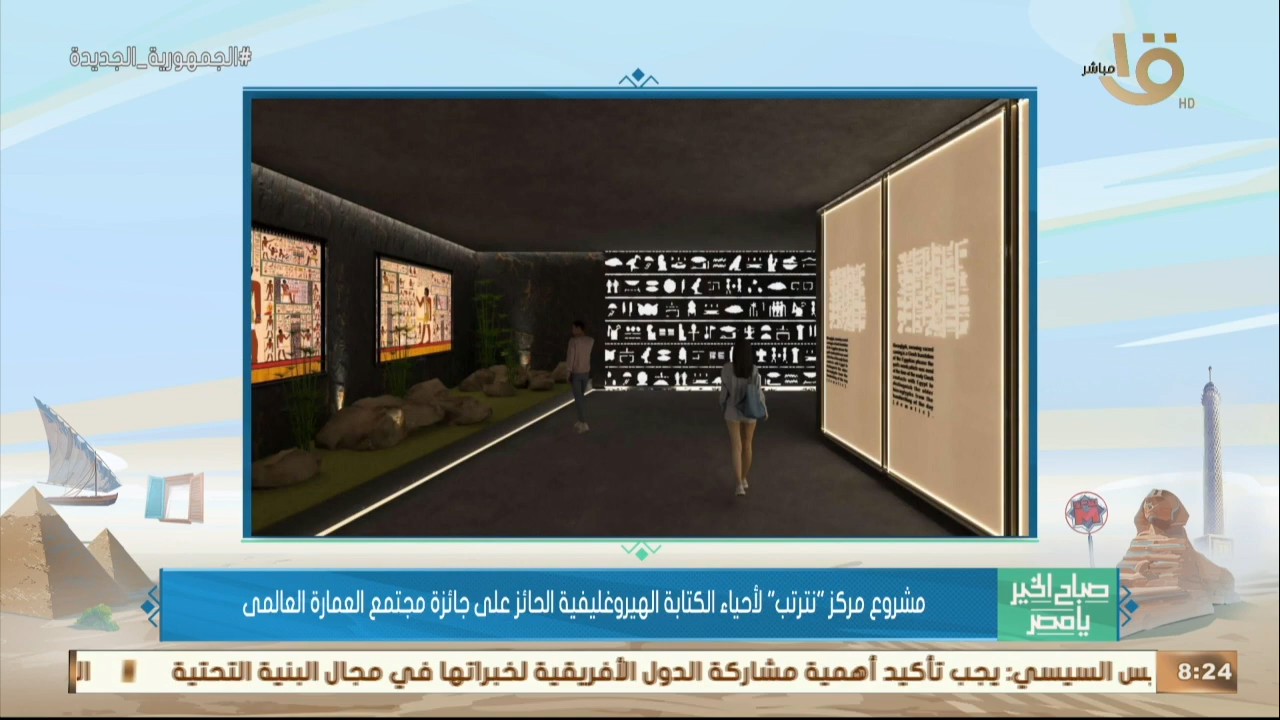 #الجمهورية_الجديدة
مباشر
HD
مشروع مركز "نترتب" لأحياء الكتابة الهيروغليفية الحائز على جائزة مجتمع العمارة العالمى
صباح الخير
يا مصر
السيسي: يجب تأكيد أهمية مشاركة الدول الأفريقية لخبراتها في مجال البنية التحتية
8:24